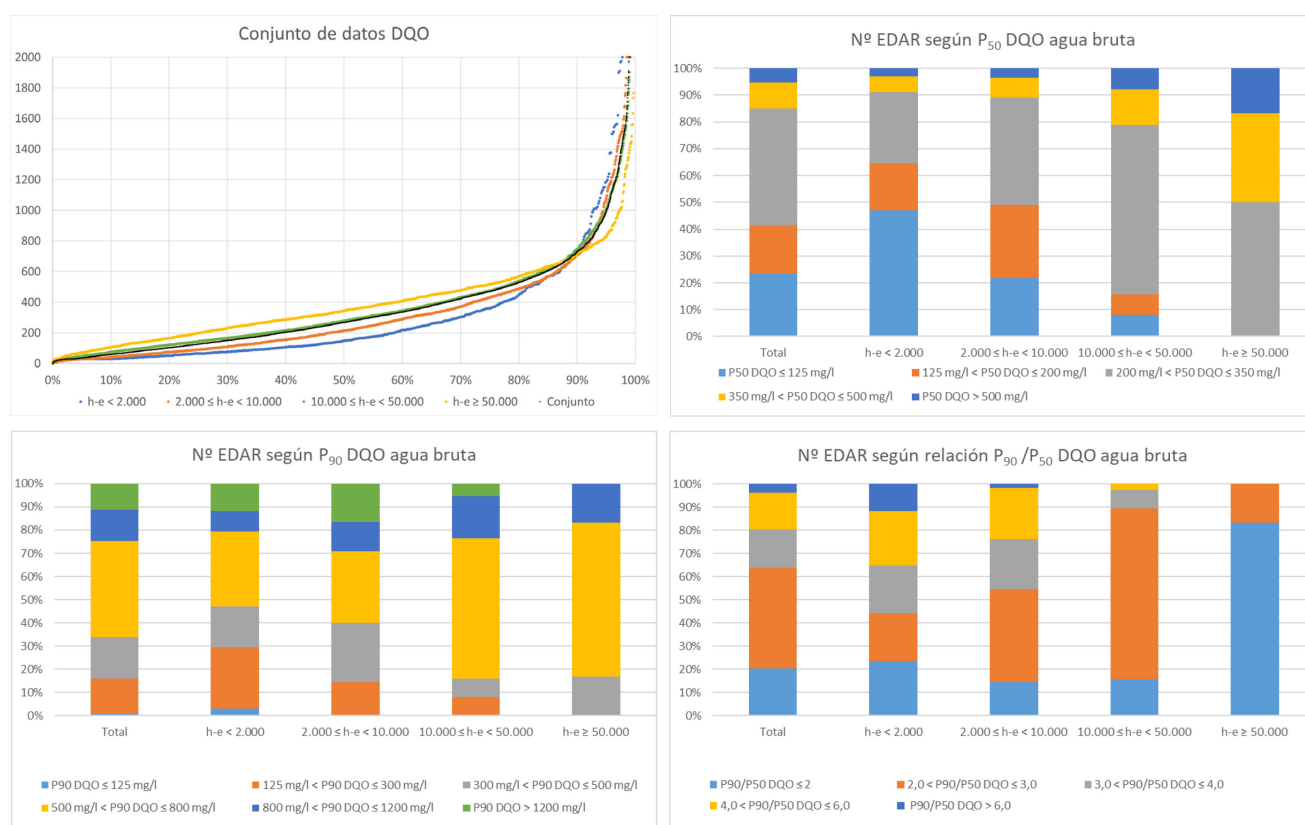 Conjunto de datos DQO
2000
1800
1600
1400
1200
1000
800
600
400
200
0
0% 10% 20% 30% 40% 50% 60% 70% 80% 90% 100%
h-e < 2.000 2.000 ≤ h-e < 10.000 10.000 ≤ h-e < 50.000 h-e ≥ 50.000 Conjunto
Nº EDAR según P50 DQO agua bruta
100%
90%
80%
70%
60%
50%
40%
30%
20%
10%
0%
Total h-e < 2.000 2.000 ≤ h-e < 10.000 10.000 ≤ h-e < 50.000 h-e ≥ 50.000
P50 DQO ≤ 125 mg/l 125 mg/l < P50 DQO ≤ 200 mg/l 200 mg/l < P50 DQO ≤ 350 mg/l
350 mg/l < P50 DQO ≤ 500 mg/l P50 DQO > 500 mg/l
Nº EDAR según P90 DQO agua bruta
100%
90%
80%
70%
60%
50%
40%
30%
20%
10%
0%
Total h-e < 2.000 2.000 ≤ h-e < 10.000 10.000 ≤ h-e < 50.000 h-e ≥ 50.000
P90 DQO ≤ 125 mg/l 125 mg/l < P90 DQO ≤ 300 mg/l 300 mg/l < P90 DQO ≤ 500 mg/l
500 mg/l < P90 DQO ≤ 800 mg/l 800 mg/l < P90 DQO ≤ 1200 mg/l P90 DQO > 1200 mg/l
Nº EDAR según relación P90 /P50 DQO agua bruta
100%
90%
80%
70%
60%
50%
40%
30%
20%
10%
0%
Total h-e < 2.000 2.000 ≤ h-e < 10.000 10.000 ≤ h-e < 50.000 h-e ≥ 50.000
P90/P50 DQO ≤ 2 2,0 < P90/P50 DQO ≤ 3,0 3,0 < P90/P50 DQO ≤ 4,0
4,0 < P90/P50 DQO ≤ 6,0 P90/P50 DQO > 6,0